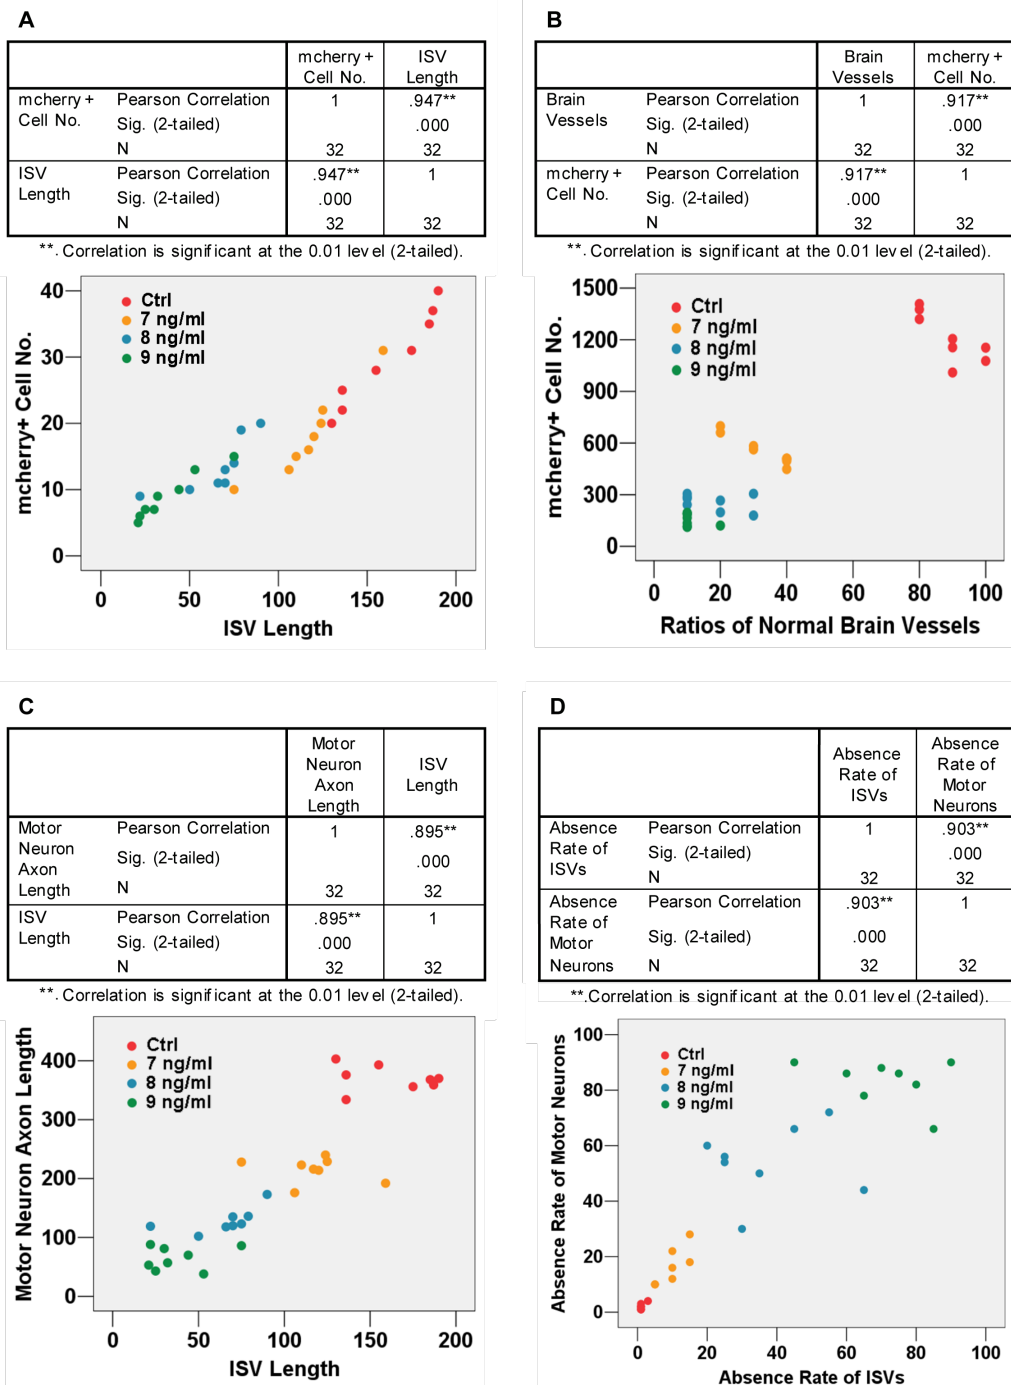 A
mcherry + Cell No. ISV Length
mcherry + Cell No. Pearson Correlation 1 .947**
Sig. (2-tailed) .000
N 32 32
ISV Length Pearson Correlation .947** 1
Sig. (2-tailed) .000
N 32 32
**. Correlation is significant at the 0.01 level (2-tailed).
mcherry+ Cell No.
40
30
20
10
0
Ctrl
7 ng/ml
8 ng/ml
9 ng/ml
0 50 100 150 200
ISV Length
B
Brain Vessels mcherry + Cell No.
Brain Vessels Pearson Correlation 1 .917**
Sig. (2-tailed) .000
N 32 32
mcherry + Cell No. Pearson Correlation .917** 1
Sig. (2-tailed) .000
N 32 32
**. Correlation is significant at the 0.01 level (2-tailed).
mcherry+ Cell No.
1500
1200
900
600
300
0
Ctrl
7 ng/ml
8 ng/ml
9 ng/ml
0 20 40 60 80 100
Ratios of Normal Brain Vessels
C
Motor Neuron Axon Length ISV Length
Motor Neuron Axon Length Pearson Correlation 1 .895**
Sig. (2-tailed) .000
N 32 32
ISV Length Pearson Correlation .895** 1
Sig. (2-tailed) .000
N 32 32
**. Correlation is significant at the 0.01 level (2-tailed).
Motor Neuron Axon Length
400
300
200
100
0
Ctrl
7 ng/ml
8 ng/ml
9 ng/ml
0 50 100 150 200
ISV Length
D
Absence Rate of ISVs Absence Rate of Motor Neurons
Absence Rate of ISVs Pearson Correlation 1 .903**
Sig. (2-tailed) .000
N 32 32
Absence Rate of Motor Neurons Pearson Correlation .903** 1
Sig. (2-tailed) .000
N 32 32
**.Correlation is significant at the 0.01 level (2-tailed).
Absence Rate of Motor Neurons
100
80
60
40
20
0
Ctrl
7 ng/ml
8 ng/ml
9 ng/ml
0 20 40 60 80 100
Absence Rate of ISVs